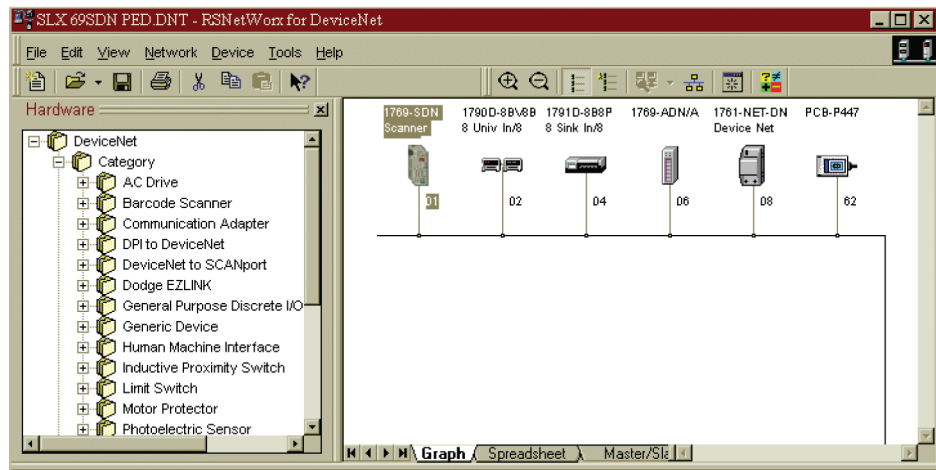 SLX 69SDN PED.DNT - RSNetWorx for DeviceNet
File Edit View Network Device Tools Help
Hardware
DeviceNet
Category
AC Drive
Barcode Scanner
Communication Adapter
DPI to DeviceNet
DeviceNet to SCANport
Dodge EZLINK
General Purpose Discrete I/O
Generic Device
Human Machine Interface
Inductive Proximity Switch
Limit Switch
Motor Protector
Photoelectric Sensor
1769-SDN 1790D-8BV8B 1791D-8B8P 1769-ADN/A 1761-NET-DN PCB-P447
Scanner 8 Univ In/8 8 Sink In/8 Device Net
01 02 04 06 08 62
Graph Spreadsheet Master/Sla